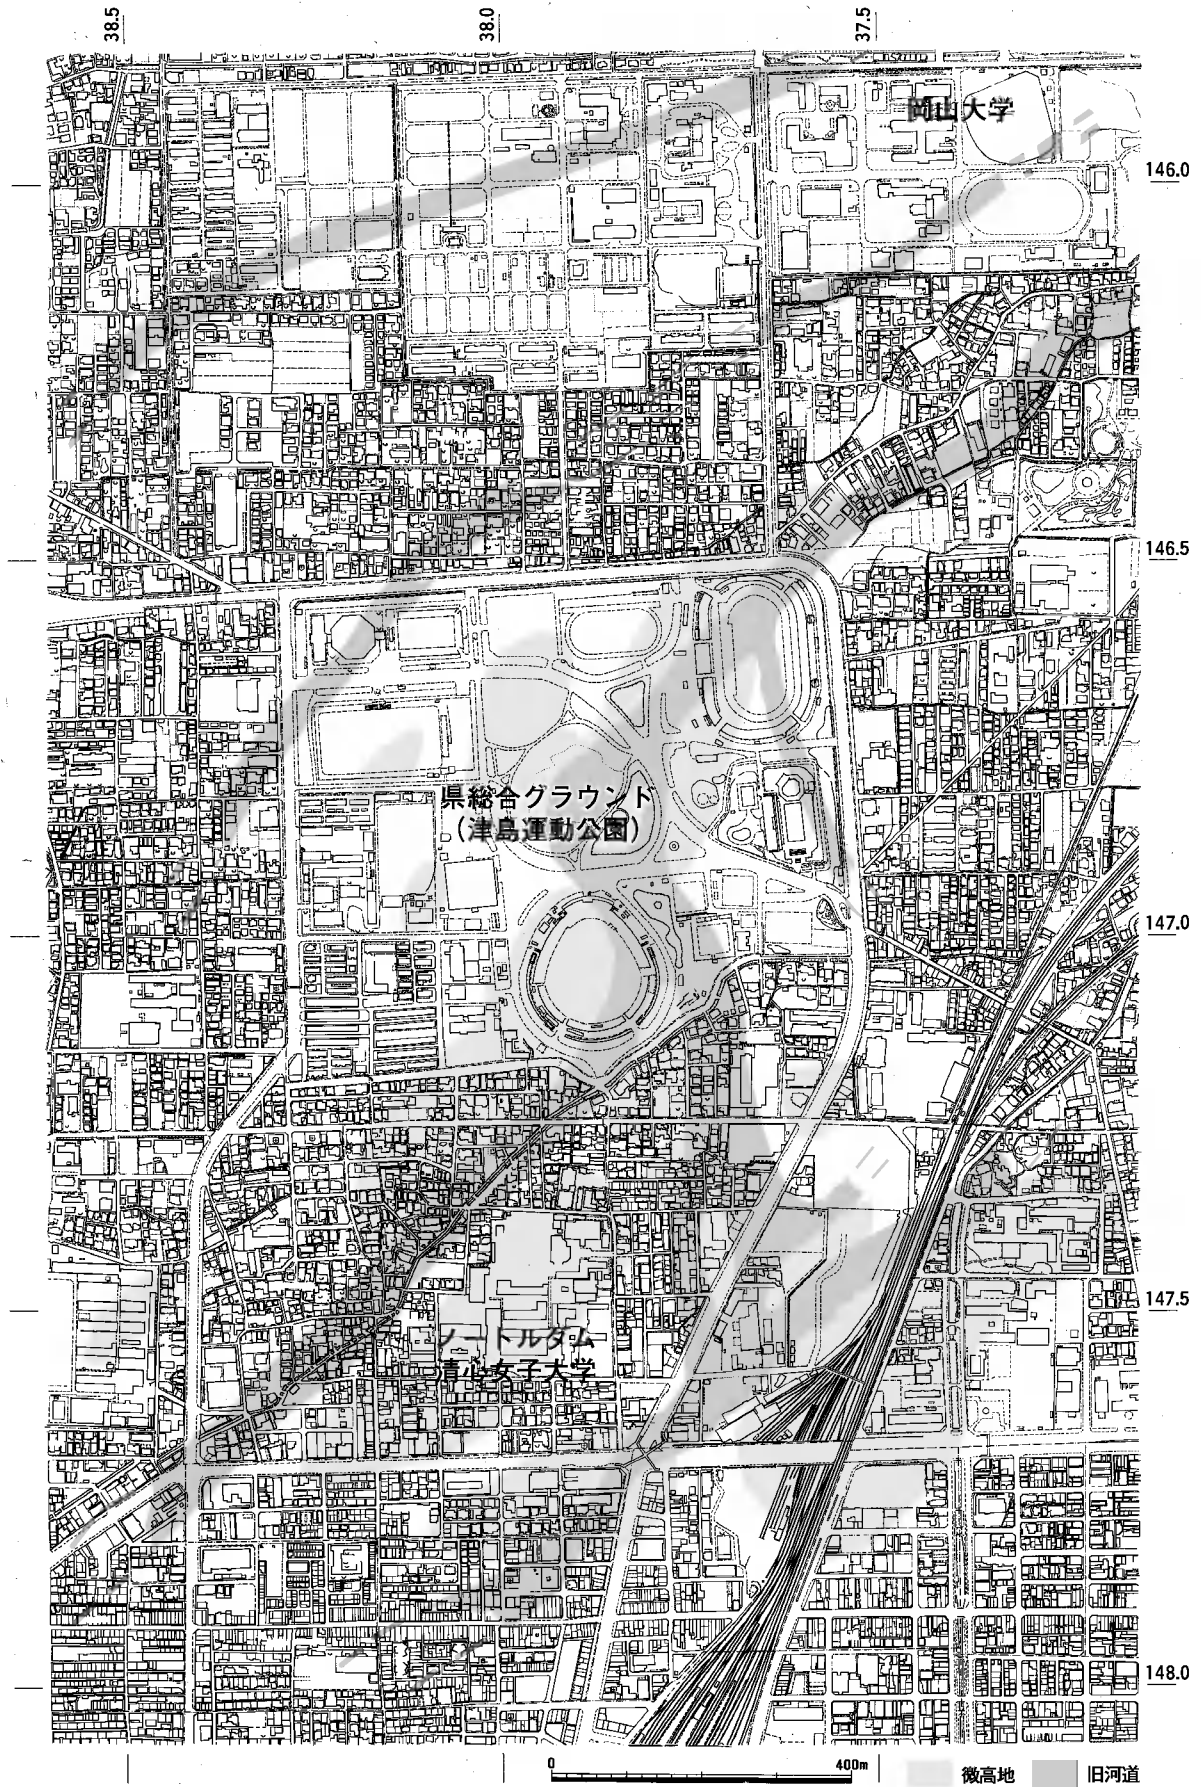 38.5
38.0
37.5
岡山大学
146.0
146.5
県総合グラウンド
(津島運動公園)
147.0
147.5
ノートルダム
清心女子大学
148.0
0
400m
微高地
旧河道